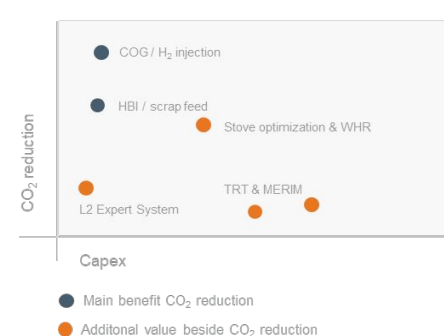 COG / H₂ injection
HBI / scrap feed
Stove optimization & WHR
TRT & MERIM
L2 Expert System
CO₂ reduction
Capex
Main benefit CO₂ reduction
Additonal value beside CO₂ reduction